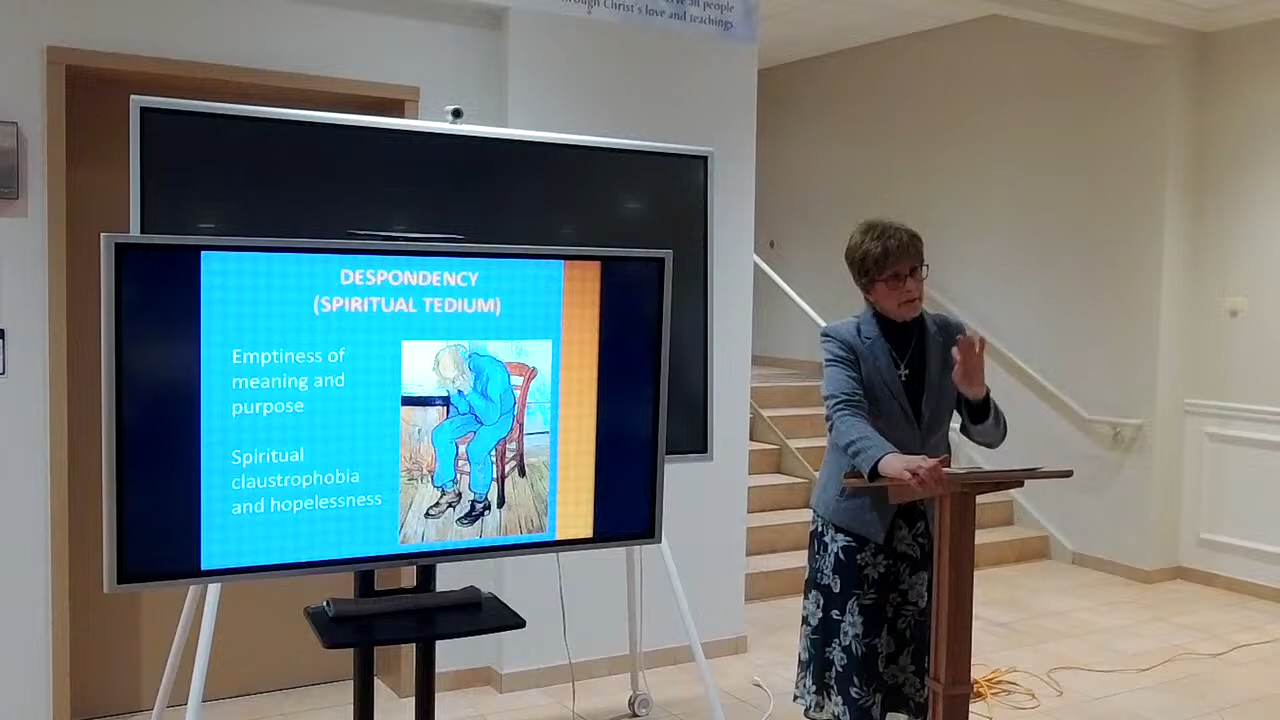 all people
through Christ's love and teachings.
DESPONDENCY
(SPIRITUAL TEDIUM)
Emptiness of
meaning and
purpose
Spiritual
claustrophobia
and hopelessness